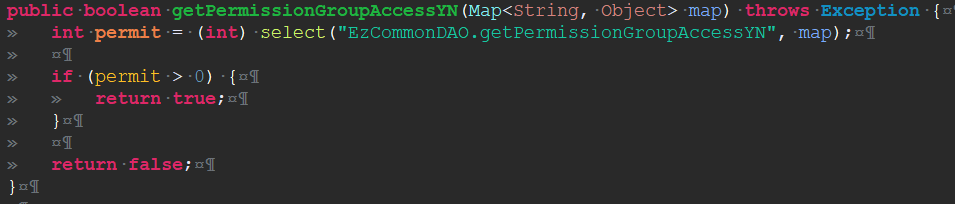 public boolean getPermissionGroupAccessYN(Map<String, Object> map) throws Exception {¤
»   int permit = (int) select("EzCommonDAO.getPermissionGroupAccessYN", map);¤¶
»   ¤¶
»   if (permit > 0) {¤¶
»   »   return true;¤¶
»   }¤¶
»   ¤¶
»   return false;¤¶
}¤¶